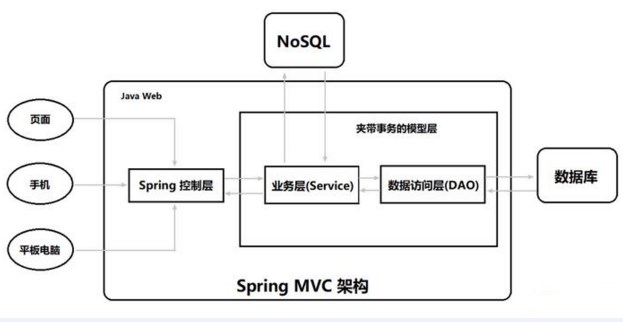 NoSQL
Java Web
夹带事务的模型层
页面
手机
平板电脑
Spring 控制层
业务层(Service)
数据访问层(DAO)
数据库
Spring MVC 架构